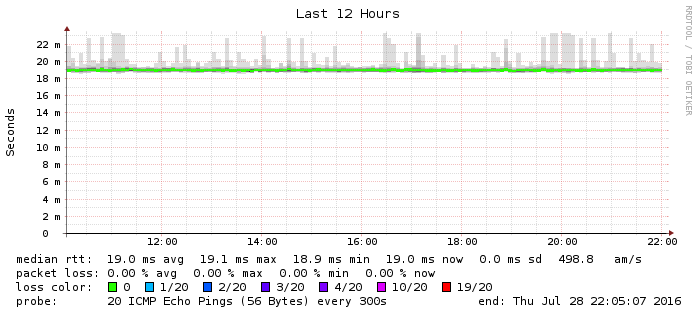 Last 12 Hours
RRDTOOL / TOBI OETIKER
Seconds
22 m
20 m
18 m
16 m
14 m
12 m
10 m
8 m
6 m
4 m
2 m
0
12:00 14:00 16:00 18:00 20:00 22:00
median rtt: 19.0 ms avg 19.1 ms max 18.9 ms min 19.0 ms now 0.0 ms sd 498.8 am/s
packet loss: 0.00 % avg 0.00 % max 0.00 % min 0.00 % now
loss color: 0 1/20 2/20 3/20 4/20 10/20 19/20
probe: 20 ICMP Echo Pings (56 Bytes) every 300s end: Thu Jul 28 22:05:07 2016